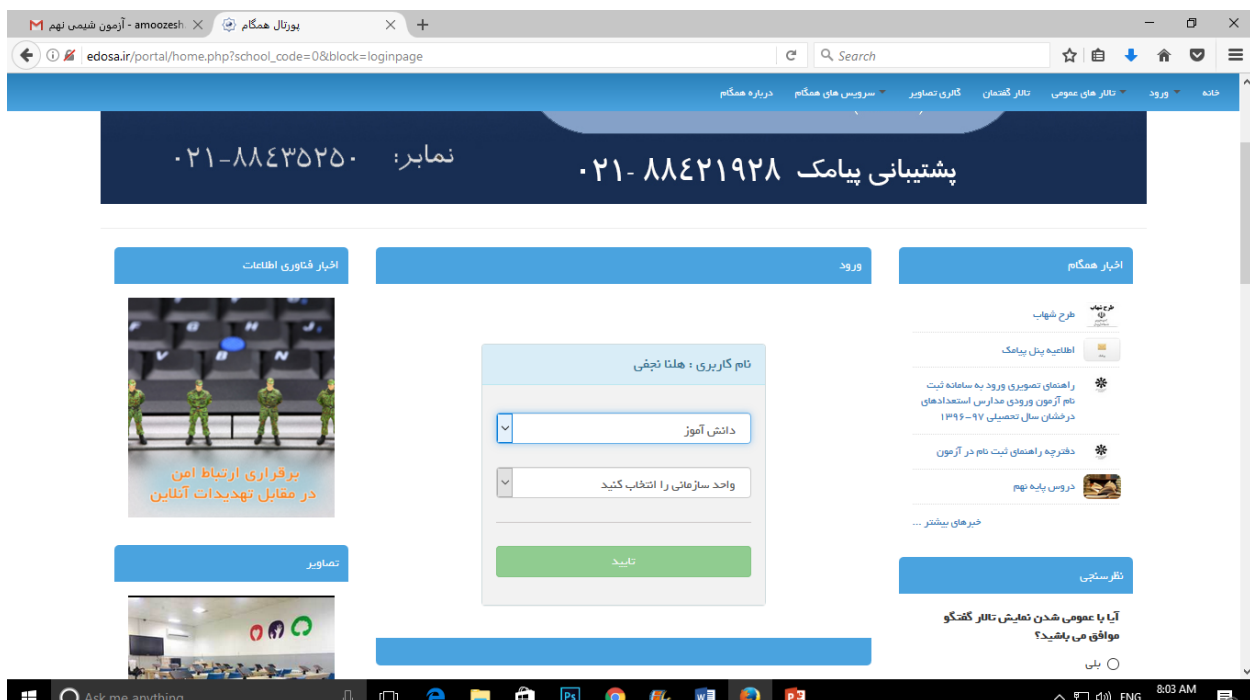 amoozesh - آزمون شیمی نهم
پورتال همگام
edosa.ir/portal/home.php?school_code=0&block=loginpage
Search
خانه
ورود
تالار های عمومی
تالار گفتمان
گالری تصاویر
سرویس های همگام
درباره همگام
پشتیبانی پیامک ۸۸٤۲۱۹۲۸ -۰۲۱
نمابر: ۸۸٤۳۵۲۵۰-۰۲۱
اخبار همگام
طرح شهاب
اطلاعیه پنل پیامک
راهنمای تصویری ورود به سامانه ثبت
نام آزمون ورودی مدارس استعدادهای
درخشان سال تحصیلی ۹۷-۱۳۹۶
دفترچه راهنمای ثبت نام در آزمون
دروس پایه نهم
خبرهای بیشتر ...
نظرسنجی
آیا با عمومی شدن نمایش تالار گفتگو
موافق می باشید؟
بلی
ورود
نام کاربری : هلنا نجفی
دانش آموز
واحد سازمانی را انتخاب کنید
تایید
اخبار فناوری اطلاعات
برقراری ارتباط امن
در مقابل تهدیدات آنلاین
تصاویر
Ask me anything
ENG
8:03 AM